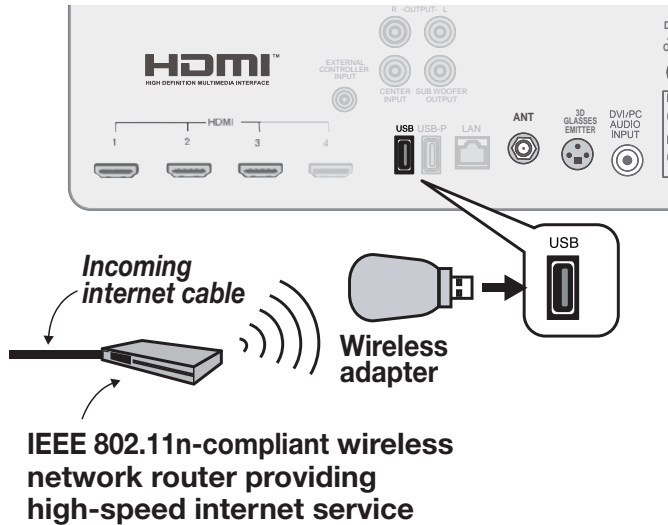 R -OUTPUT- L
HDMI™
HIGH DEFINITION MULTIMEDIA INTERFACE
EXTERNAL
CONTROLLER
INPUT
CENTER
INPUT
SUB WOOFER
OUTPUT
HDMI
1 2 3 4
USB USB-P LAN
ANT
3D
GLASSES
EMITTER
DVI/PC
AUDIO
INPUT
USB
Incoming
internet cable
Wireless
adapter
IEEE 802.11n-compliant wireless
network router providing
high-speed internet service